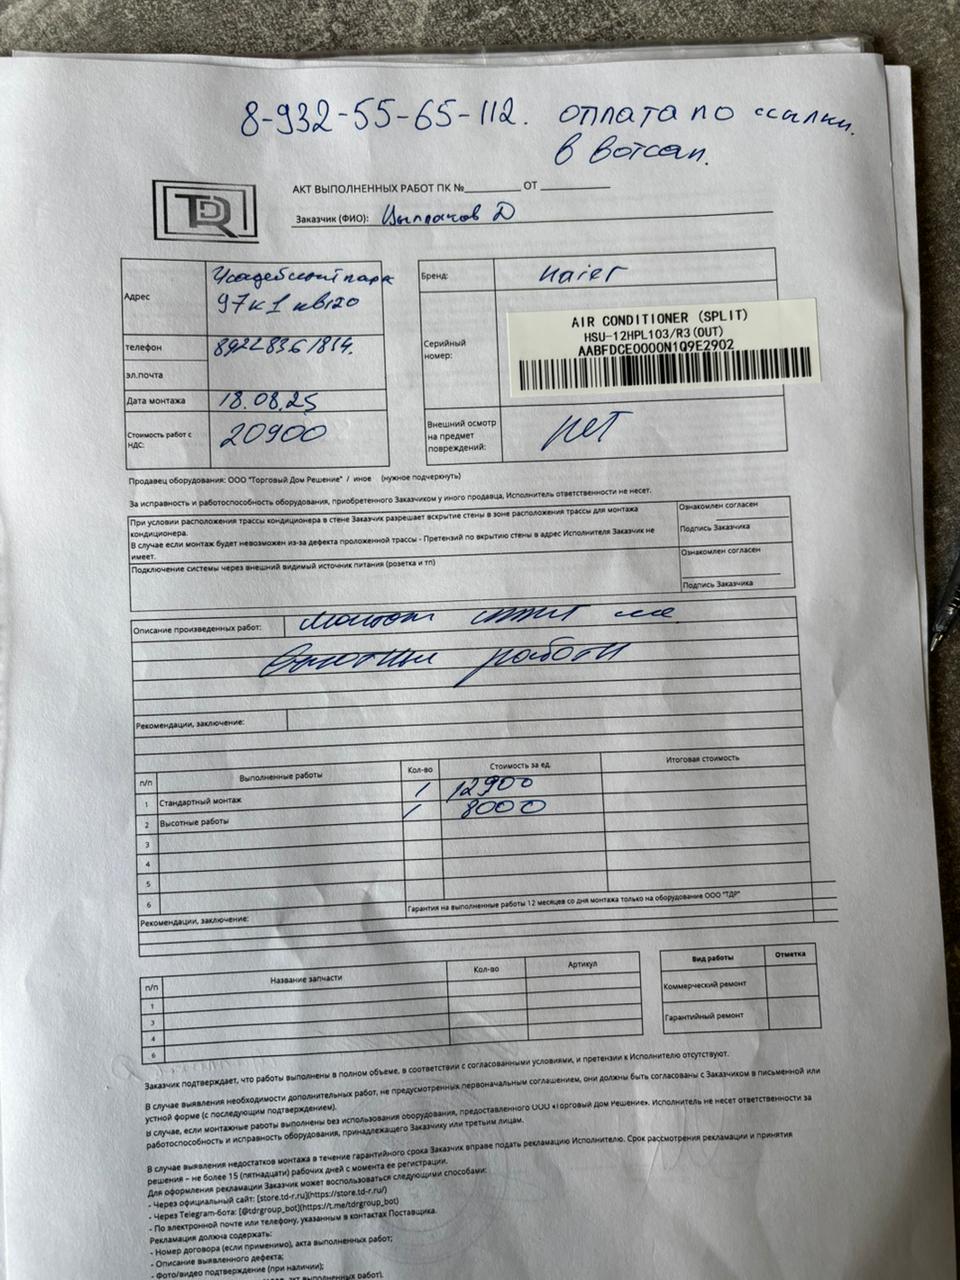 8-932-55-65-112. оплата по ссылки.
в вотсап.
TDR
АКТ ВЫПОЛНЕННЫХ РАБОТ ПК №________ ОТ __________
Заказчик (ФИО): Д
Адрес
Усадебный парк
97к1 кв120
телефон
эл.почта
Дата монтажа 18.08.25
Стоимость работ с НДС: 20900
Бренд: Haier
Серийный номер:
AIR CONDITIONER (SPLIT)
HSU-12HPL103/R3(OUT)
AABFDCE0000N1Q9E2902
Внешний осмотр на предмет повреждений: нет
Продавец оборудования: ООО "Торговый Дом Решение" / иное (нужное подчеркнуть)
За исправность и работоспособность оборудования, приобретенного Заказчиком у иного продавца, Исполнитель ответственности не несет.
При условии расположения трассы кондиционера в стене Заказчик разрешает вскрытие стены в зоне расположения трассы для монтажа
кондиционера.
В случае если монтаж будет невозможен из-за дефекта проложенной трассы - Претензий по вкрытию стены в адрес Исполнителя Заказчик не
имеет.
Ознакомлен согласен
Подпись Заказчика
Подключение системы через внешний видимый источник питания (розетка и тп)
Ознакомлен согласен
Подпись Заказчика
Описание произведенных работ: монтаж
работы
Рекомендации, заключение:
п/п Выполненные работы Кол-во Стоимость за ед. Итоговая стоимость
1 Стандартный монтаж 1 12900
2 Высотные работы 1 8000
3
4
5
6
Гарантия на выполненные работы 12 месяцев со дня монтажа только на оборудование ООО "ТДР"
Рекомендации, заключение:
п/п Название запчасти Кол-во Артикул
1
3
4
6
Вид работы Отметка
Коммерческий ремонт
Гарантийный ремонт
Заказчик подтверждает, что работы выполнены в полном объеме, в соответствии с согласованными условиями, и претензии к Исполнителю отсутствуют.
В случае выявления необходимости дополнительных работ, не предусмотренных первоначальным соглашением, они должны быть согласованы с Заказчиком в письменной или
устной форме (с последующим подтверждением).
В случае, если монтажные работы выполнены без использования оборудования, предоставленного ООО «Торговый Дом Решение». Исполнитель не несет ответственности за
работоспособность и исправность оборудования, принадлежащего Заказчику или третьим лицам.
В случае выявления недостатков монтажа в течение гарантийного срока Заказчик вправе подать рекламацию Исполнителю. Срок рассмотрения рекламации и принятия
решения – не более 15 (пятнадцати) рабочих дней с момента ее регистрации.
Для оформления рекламации Заказчик может воспользоваться следующими способами:
- Через официальный сайт: [store.td-r.ru](https://store.td-r.ru/)
- Через Telegram-бота: [@tdrgroup_bot](https://t.me/tdrgroup_bot)
- По электронной почте или телефону, указанным в контактах Поставщика.
Рекламация должна содержать:
- Номер договора (если применимо), акта выполненных работ;
- Описание выявленного дефекта;
- Фото/видео подтверждение (при наличии);
акт выполненных работ).